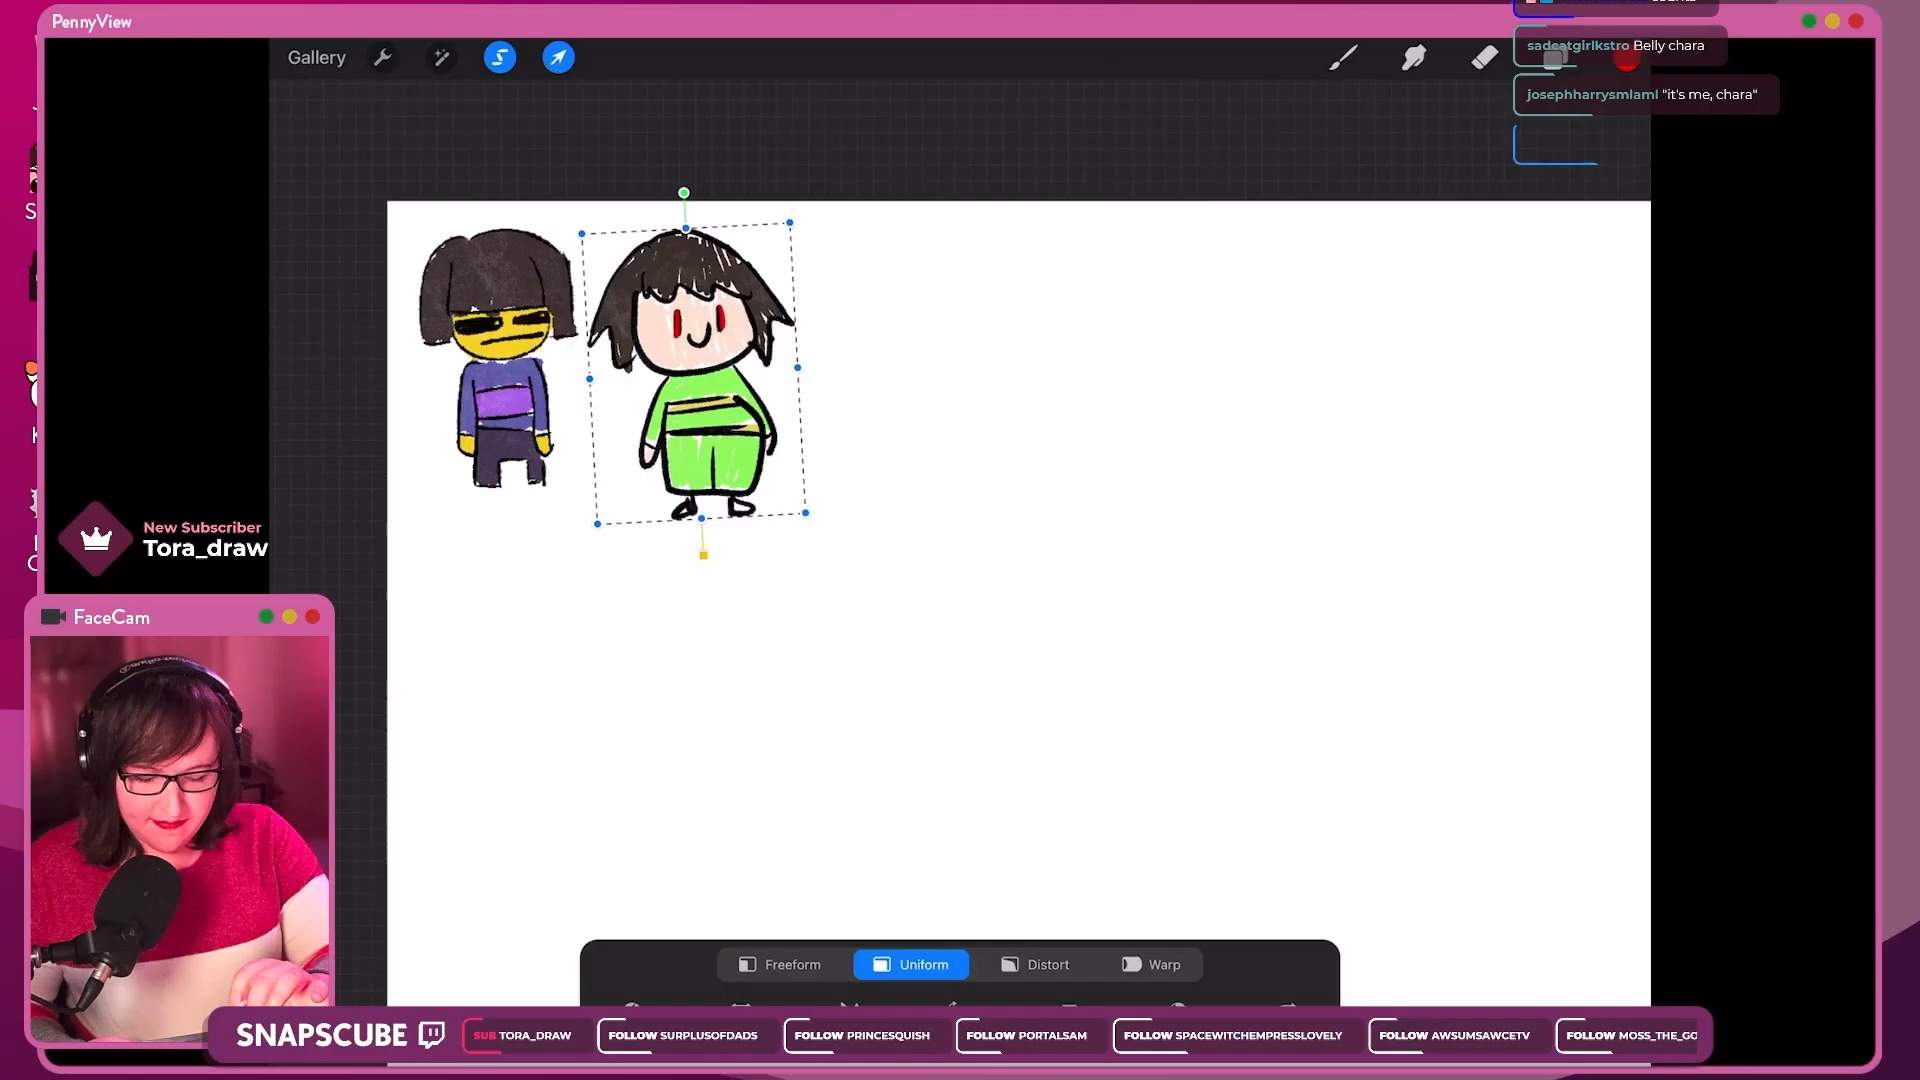 PennyView
Gallery
sadcatgirlkstro Belly chara
josephharrysmlaml "it's me, chara"
New Subscriber
Tora_draw
FaceCam
Freeform
Uniform
Distort
Warp
SNAPSCUBE
SUB TORA_DRAW
FOLLOW SURPLUSOFDADS
FOLLOW PRINCESQUISH
FOLLOW PORTALSAM
FOLLOW SPACEWITCHEMPRESSLOVELY
FOLLOW AWSUMSAWCETV
FOLLOW MOSS_THE_GO